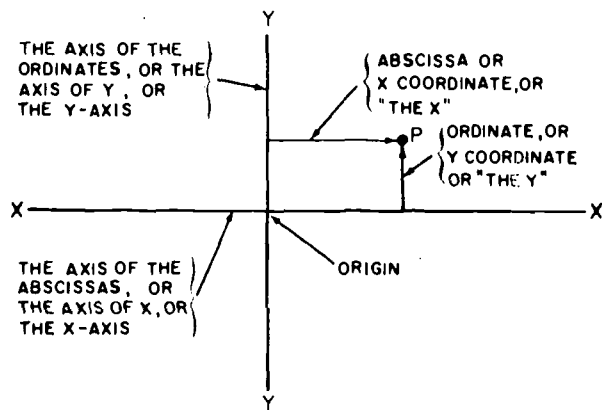 Y
THE AXIS OF THE
ORDINATES, OR THE
AXIS OF Y, OR
THE Y-AXIS
ABSCISSA OR
X COORDINATE, OR
"THE X"
P
ORDINATE, OR
Y COORDINATE
OR "THE Y"
X
X
THE AXIS OF THE
ABSCISSAS, OR
THE AXIS OF X, OR
THE X-AXIS
ORIGIN
Y